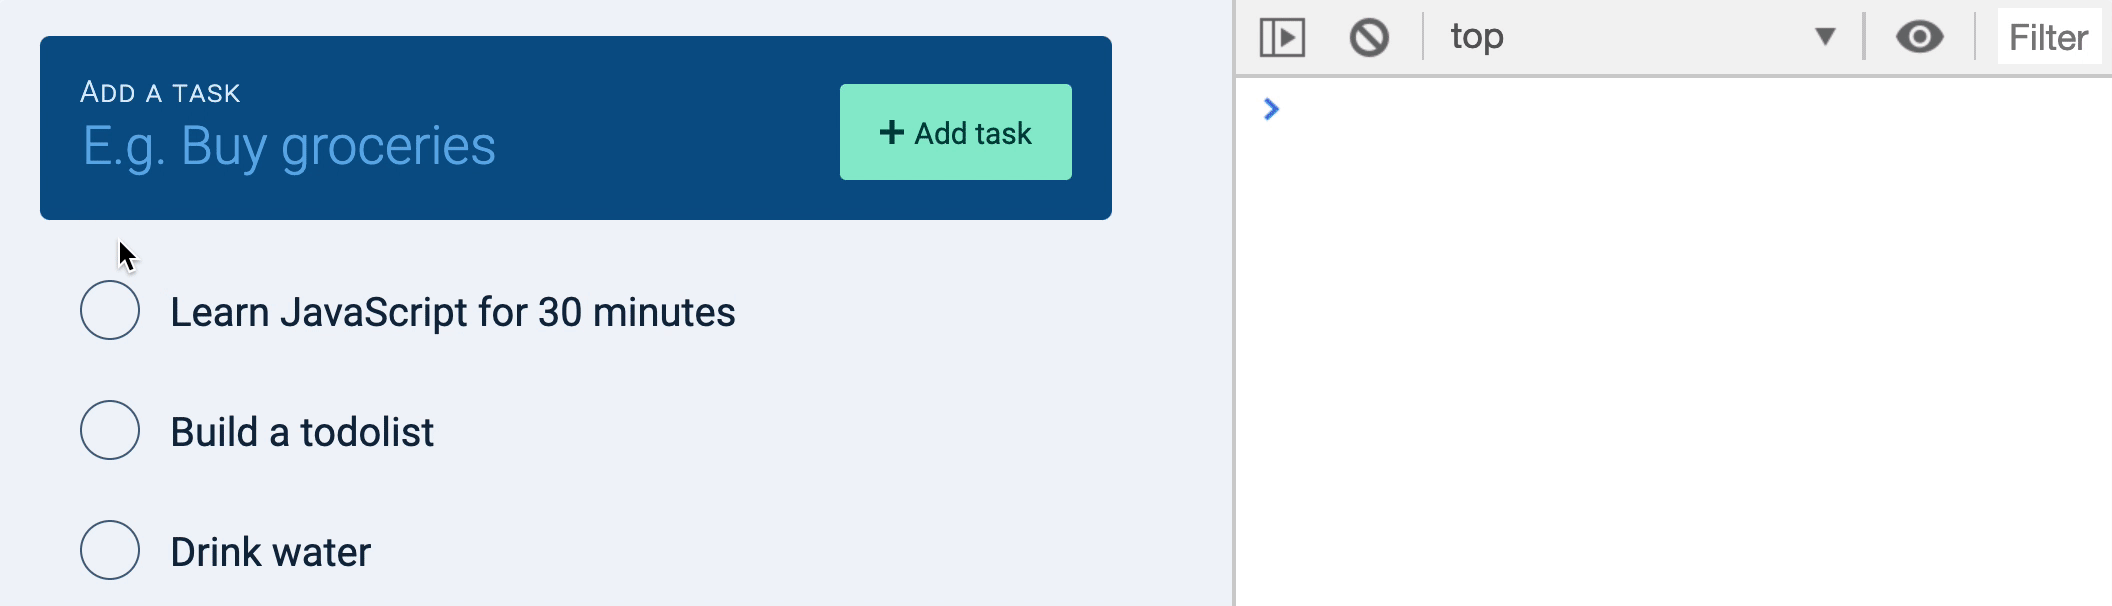 ADD A TASK
E.g. Buy groceries
+ Add task
Learn JavaScript for 30 minutes
Build a todolist
Drink water
top
Filter